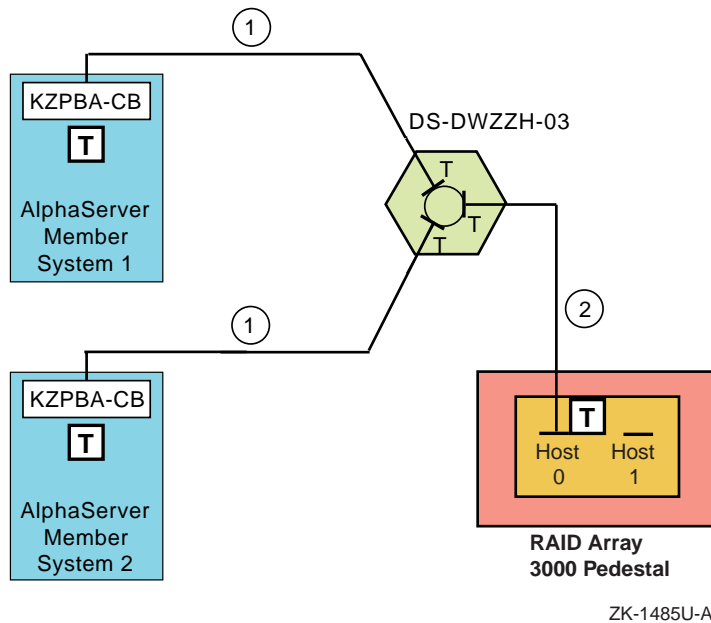 1
KZPBA-CB
T
AlphaServer
Member
System 1
DS-DWZZH-03
T
T
T
1
2
KZPBA-CB
T
AlphaServer
Member
System 2
T
Host
0
Host
1
RAID Array
3000 Pedestal
ZK-1485U-A